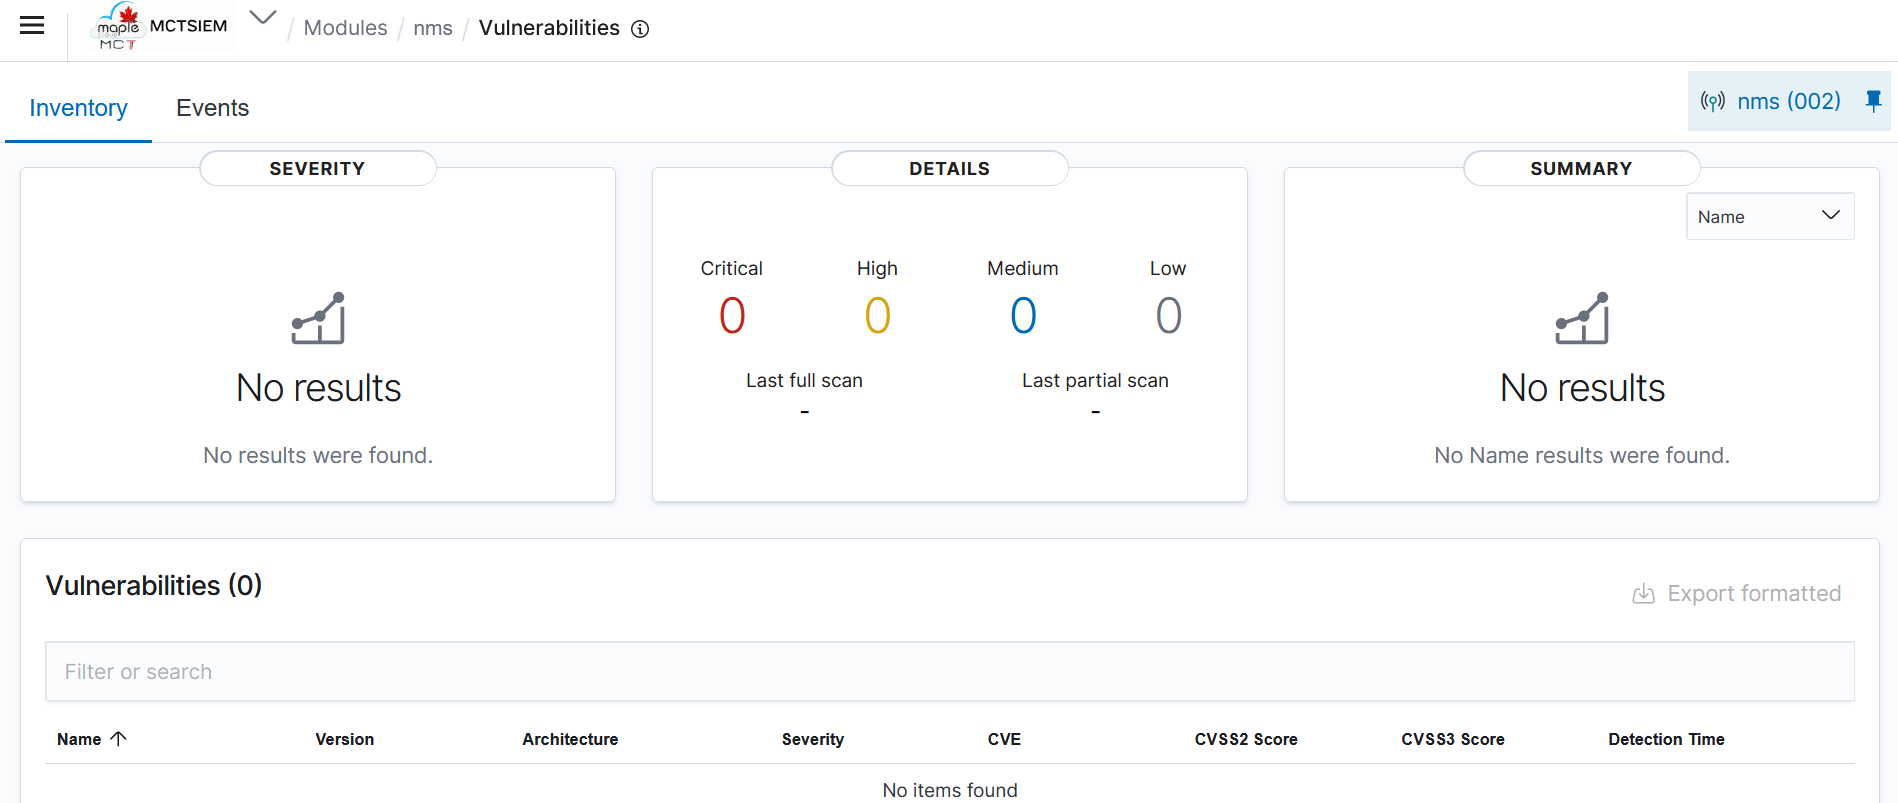 maple MCTSIEM / Modules / nms / Vulnerabilities
MCT
Inventory Events nms (002)
SEVERITY DETAILS SUMMARY
Name
Critical High Medium Low
0 0 0 0
No results No results
Last full scan Last partial scan
- -
No results were found. No Name results were found.
Vulnerabilities (0)
Export formatted
Filter or search
Name Version Architecture Severity CVE CVSS2 Score CVSS3 Score Detection Time
No items found